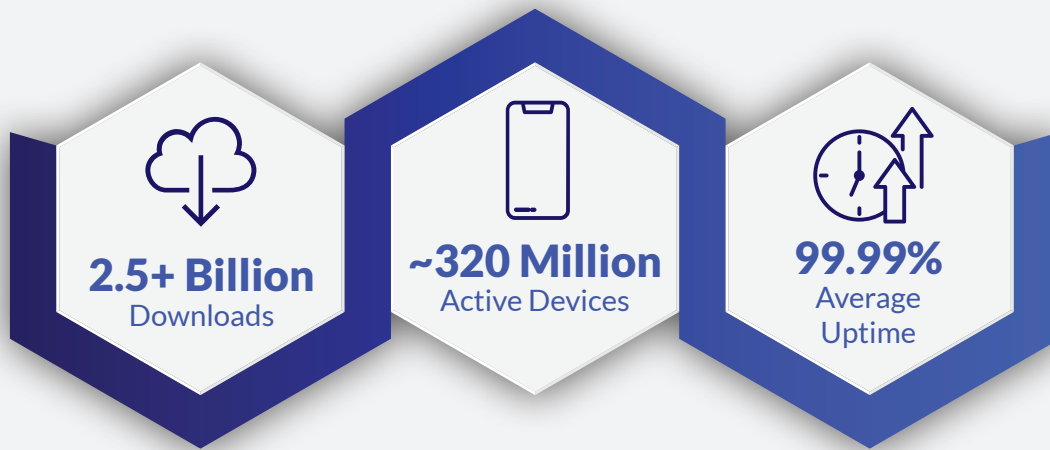 2.5+ Billion
Downloads
~320 Million
Active Devices
99.99%
Average
Uptime